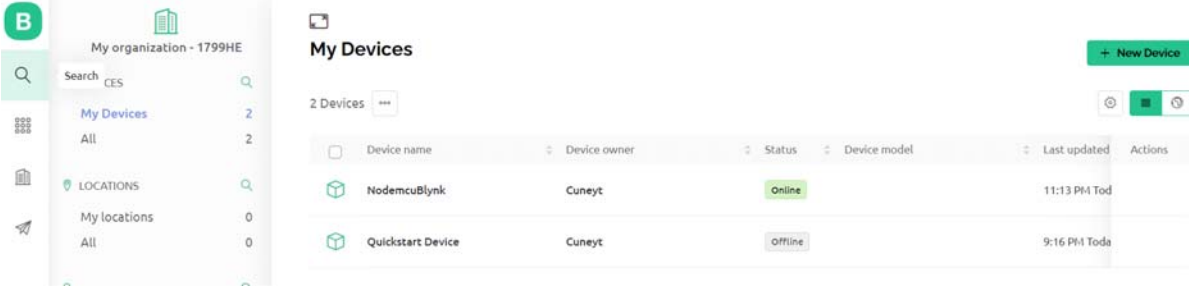 B
My organization - 1799HE
Search
CES
My Devices 2
All 2
LOCATIONS
My locations 0
All 0
My Devices
+ New Device
2 Devices
Device name Device owner Status Device model Last updated Actions
NodemcuBlynk Cuneyt Online 11:13 PM Tod
Quickstart Device Cuneyt Offline 9:16 PM Toda